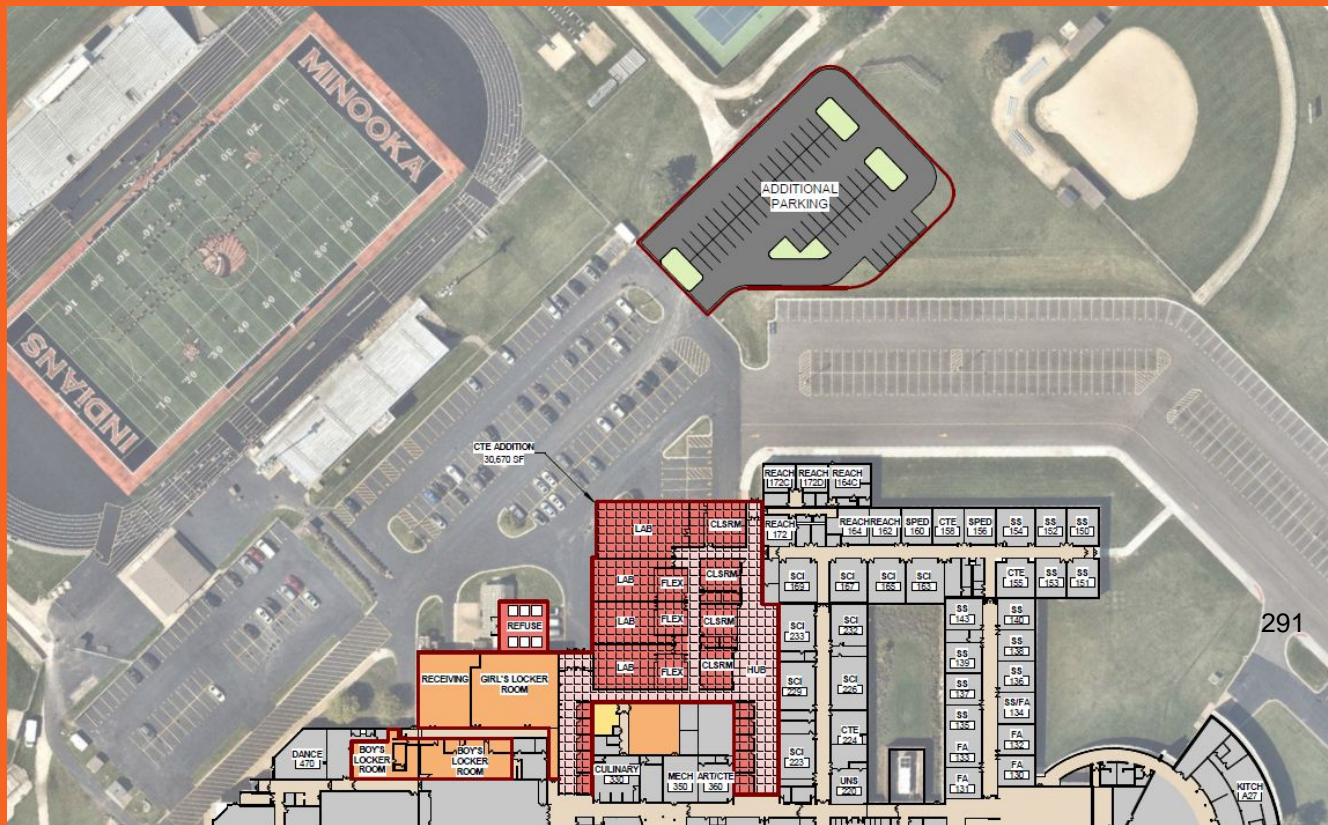 MINOOKA
INDIANS
ADDITIONAL
PARKING
CTE ADDITION
30,670 SF
REACH
172C
REACH
172D
REACH
164C
LAB
CLSRM
REACH
172
REACH
164
REACH
162
SPED
160
CTE
158
SPED
156
SS
154
SS
152
SS
150
LAB
FLEX
CLSRM
SCI
169
SCI
167
SCI
165
SCI
163
CTE
155
SS
153
SS
151
REFUSE
LAB
FLEX
CLSRM
SCI
233
SCI
232
SS
143
SS
140
291
LAB
FLEX
CLSRM
HUB
SS
139
SS
138
RECEIVING
GIRL'S LOCKER
ROOM
SCI
229
SCI
226
SS
137
SS
136
SS
135
SS/FA
134
DANCE
470
BOY'S
LOCKER
ROOM
BOY'S
LOCKER
ROOM
CULINARY
330
MECH
350
ART/CTE
360
SCI
223
CTE
224
FA
133
FA
132
UNS
220
FA
131
FA
130
KITCH
A27